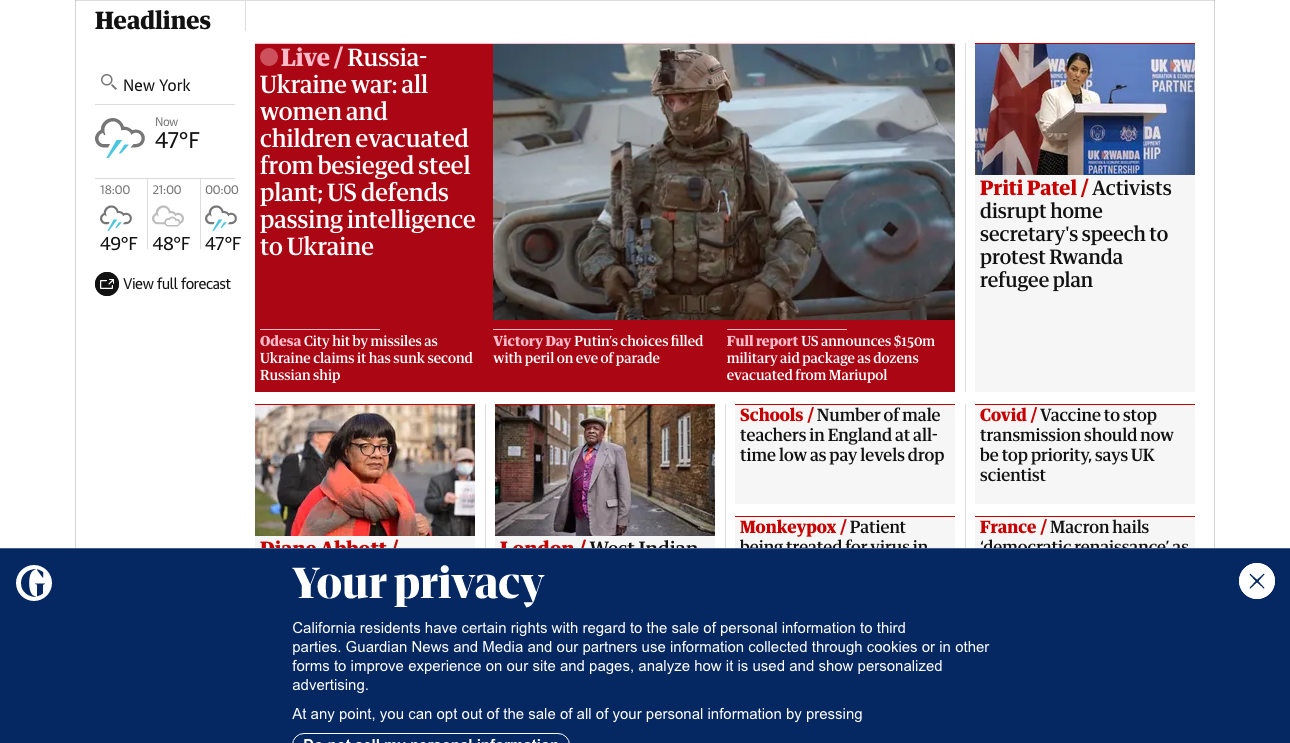 Headlines
New York
Now
47°F
18:00
21:00
00:00
49°F
48°F
47°F
View full forecast
Live / Russia-
Ukraine war: all
women and
children evacuated
from besieged steel
plant; US defends
passing intelligence
to Ukraine
Odesa City hit by missiles as
Ukraine claims it has sunk second
Russian ship
Victory Day Putin's choices filled
with peril on eve of parade
Full report US announces $150m
military aid package as dozens
evacuated from Mariupol
UK RWANDA
PARTNERSHIP
Priti Patel / Activists
disrupt home
secretary's speech to
protest Rwanda
refugee plan
Diane Abbott /
London / West Indian
Schools / Number of male
teachers in England at all-
time low as pay levels drop
Monkeypox / Patient
being treated for virus in
Covid / Vaccine to stop
transmission should now
be top priority, says UK
scientist
France / Macron hails
'democratic renaissance' as
Your privacy
California residents have certain rights with regard to the sale of personal information to third
parties. Guardian News and Media and our partners use information collected through cookies or in other
forms to improve experience on our site and pages, analyze how it is used and show personalized
advertising.
At any point, you can opt out of the sale of all of your personal information by pressing
Do not sell my personal information